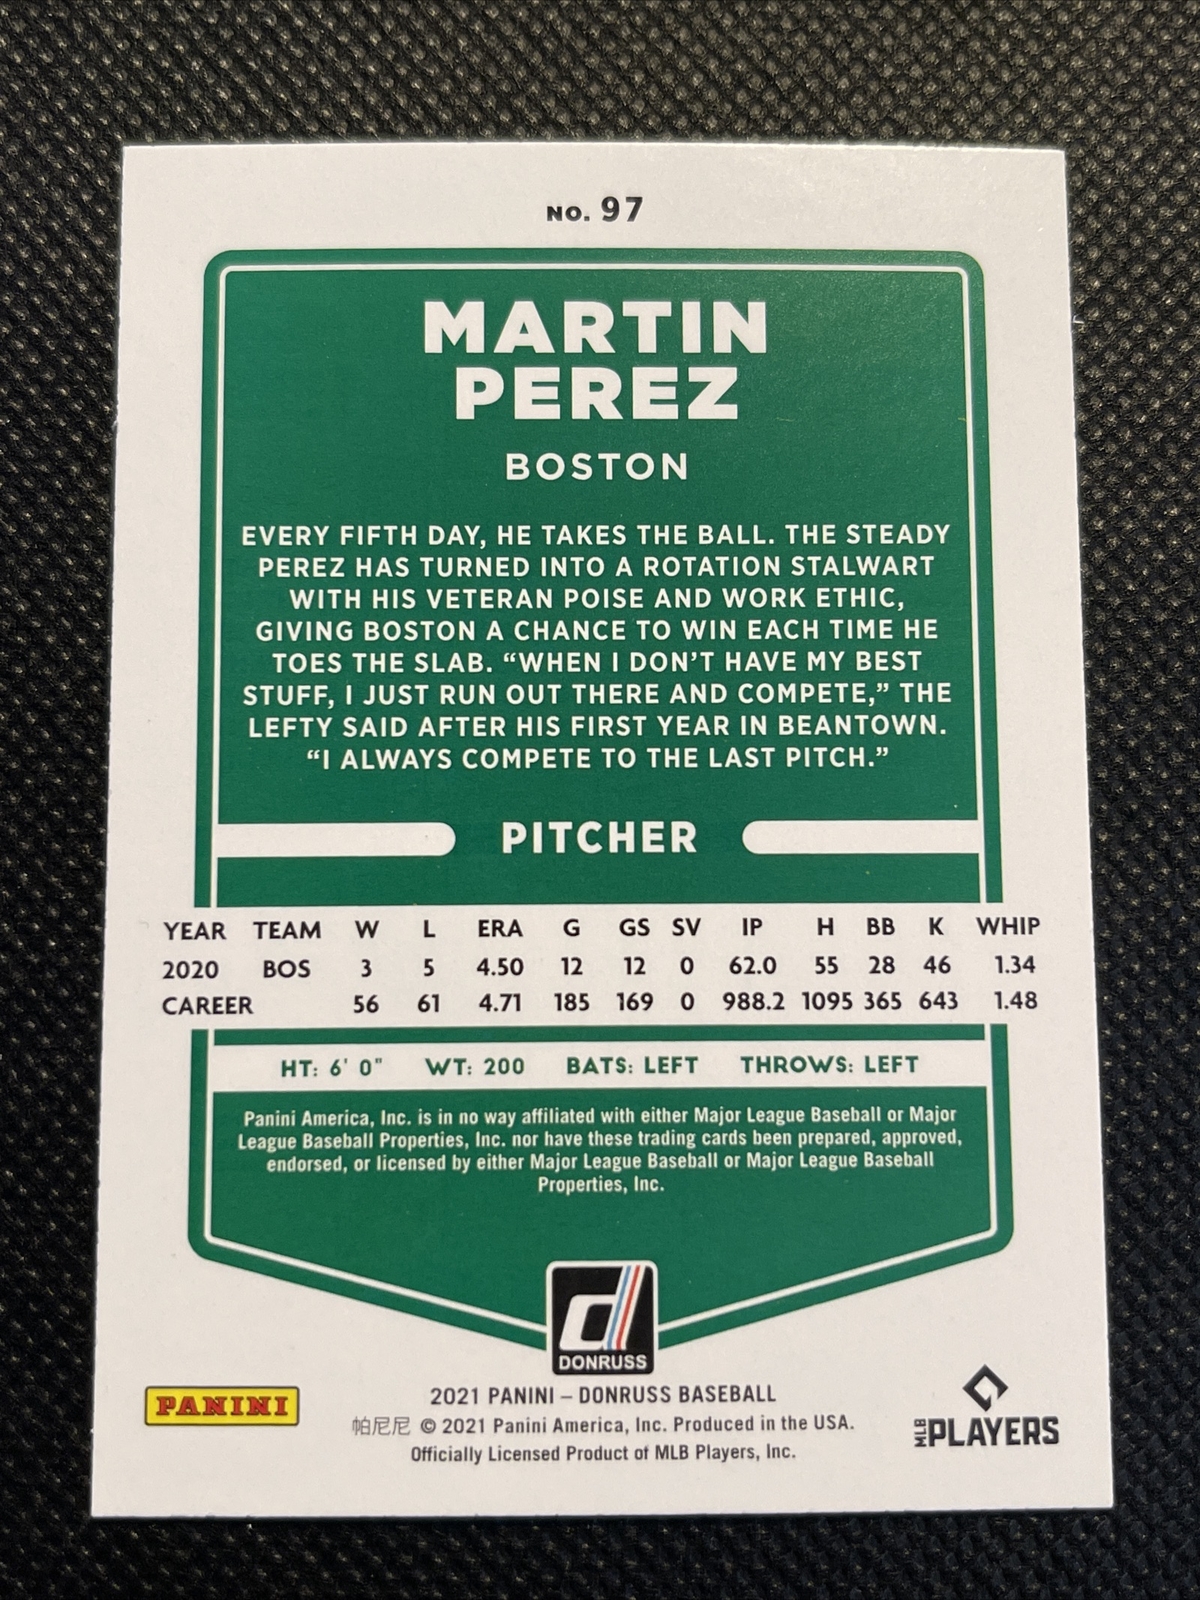 NO. 97
MARTIN
PEREZ
BOSTON
EVERY FIFTH DAY, HE TAKES THE BALL. THE STEADY
PEREZ HAS TURNED INTO A ROTATION STALWART
WITH HIS VETERAN POISE AND WORK ETHIC,
GIVING BOSTON A CHANCE TO WIN EACH TIME HE
TOES THE SLAB. “WHEN I DON’T HAVE MY BEST
STUFF, I JUST RUN OUT THERE AND COMPETE,” THE
LEFTY SAID AFTER HIS FIRST YEAR IN BEANTOWN.
“I ALWAYS COMPETE TO THE LAST PITCH.”
PITCHER
YEAR TEAM W L ERA G GS SV IP H BB K WHIP
2020 BOS 3 5 4.50 12 12 0 62.0 55 28 46 1.34
CAREER 56 61 4.71 185 169 0 988.2 1095 365 643 1.48
HT: 6' 0" WT: 200 BATS: LEFT THROWS: LEFT
Panini America, Inc. is in no way affiliated with either Major League Baseball or Major
League Baseball Properties, Inc. nor have these trading cards been prepared, approved,
endorsed, or licensed by either Major League Baseball or Major League Baseball
Properties, Inc.
d
DONRUSS
PANINI
2021 PANINI – DONRUSS BASEBALL
帕尼尼 © 2021 Panini America, Inc. Produced in the USA.
Officially Licensed Product of MLB Players, Inc.
MLB PLAYERS